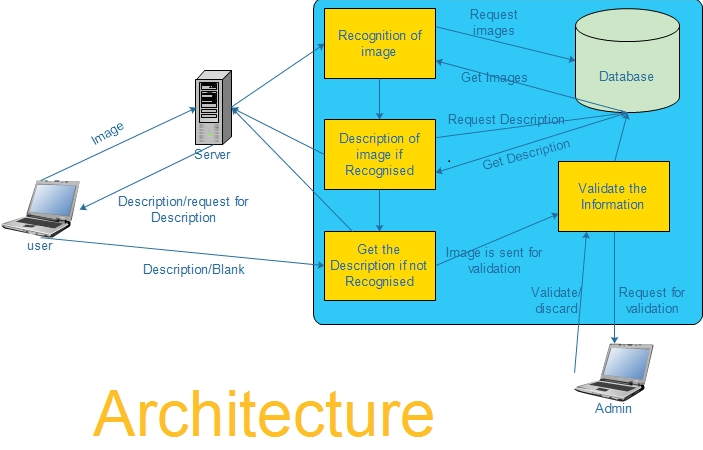 Recognition of
image
Request
images
Get Images
Database
Image
Server
Description of
image if
Recognised
Request Description
Get Description
Validate the
Information
Description/request for
Description
user
Description/Blank
Get the
Description if not
Recognised
Image is sent for
validation
Validate/
discard
Request for
validation
Admin
Architecture